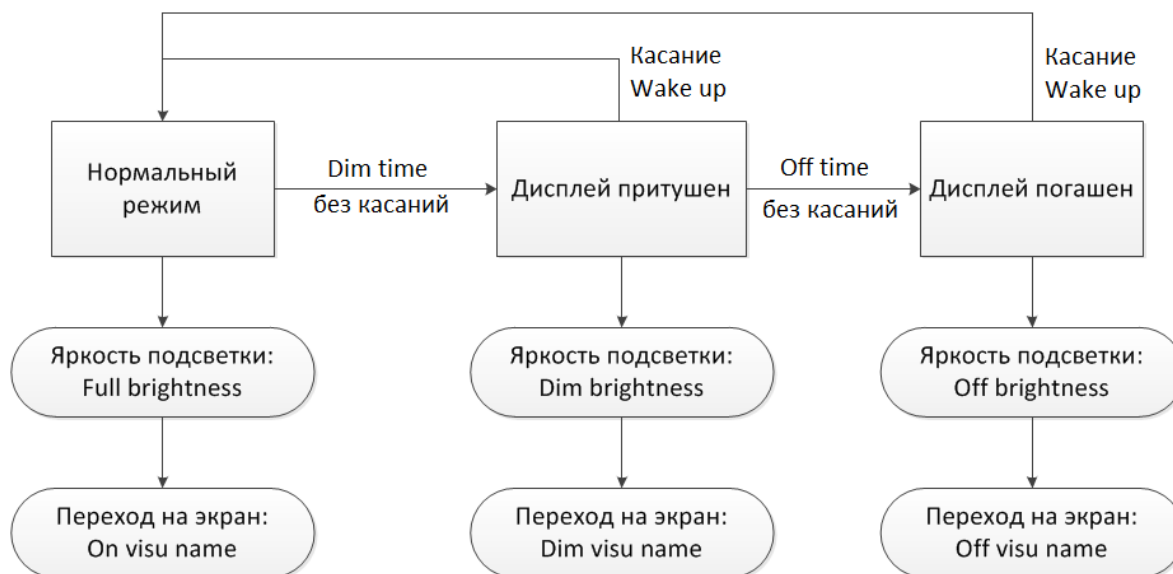 Касание
Wake up
Касание
Wake up
Нормальный
режим
Dim time
без касаний
Дисплей притушен
Off time
без касаний
Дисплей погашен
Яркость подсветки:
Full brightness
Яркость подсветки:
Dim brightness
Яркость подсветки:
Off brightness
Переход на экран:
On visu name
Переход на экран:
Dim visu name
Переход на экран:
Off visu name